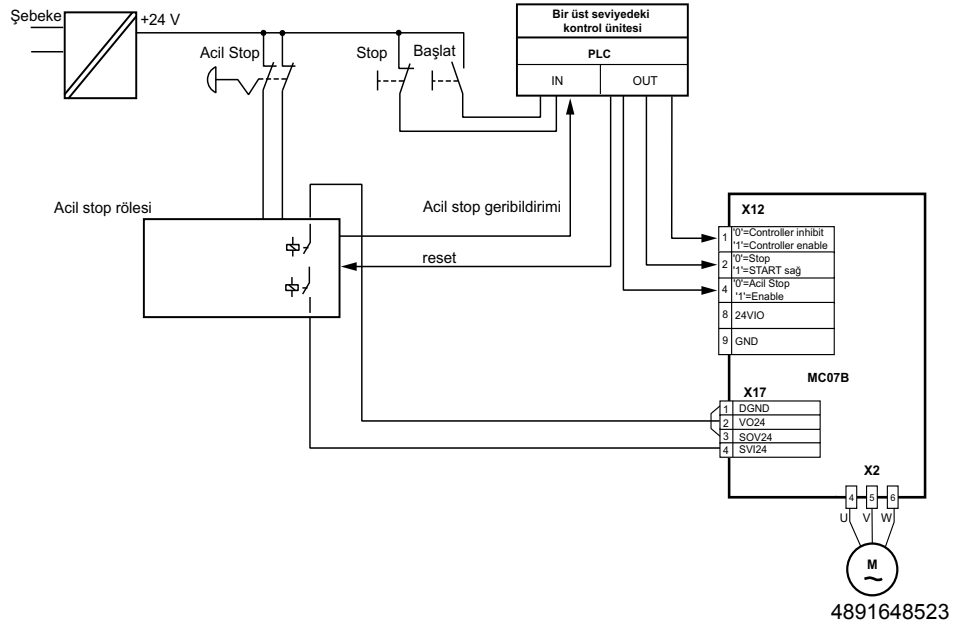 Şebeke
+24 V
Acil Stop
Stop
Başlat
Bir üst seviyedeki
kontrol ünitesi
PLC
IN
OUT
Acil stop rölesi
Acil stop geribildirimi
reset
X12
1
'0'=Controller inhibit
'1'=Controller enable
2
'0'=Stop
'1'=START sağ
4
'0'=Acil Stop
'1'=Enable
8 24VIO
9 GND
MC07B
X17
1 DGND
2 VO24
3 SOV24
4 SVI24
X2
4 5 6
U V W
M
4891648523